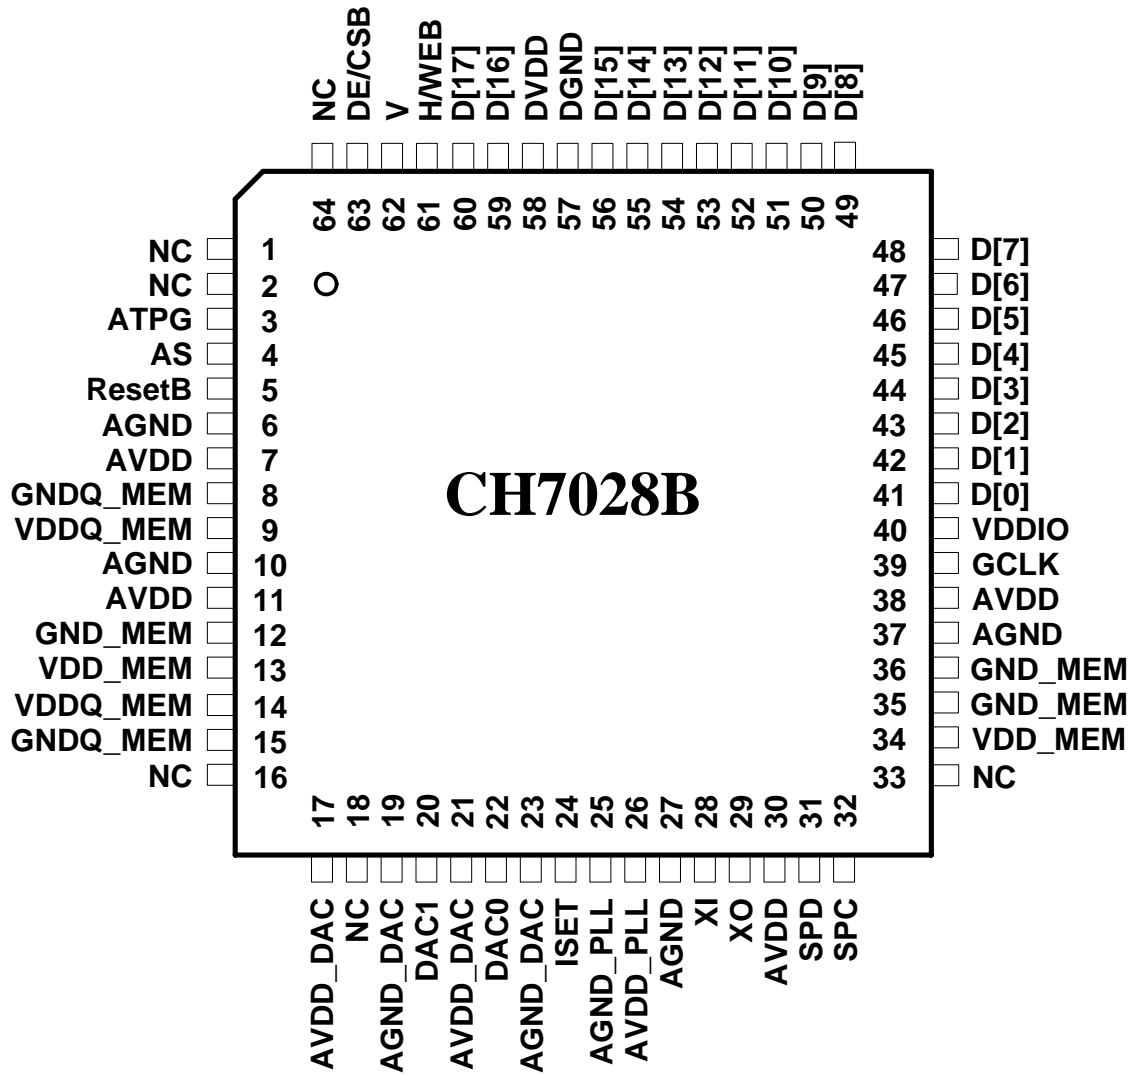 NC
DE/CSB
V
H/WEB
D[17]
D[16]
DVDD
DGND
D[15]
D[14]
D[13]
D[12]
D[11]
D[10]
D[9]
D[8]
64
63
62
61
60
59
58
57
56
55
54
53
52
51
50
49
NC 1
NC 2
ATPG 3
AS 4
ResetB 5
AGND 6
AVDD 7
GNDQ_MEM 8
VDDQ_MEM 9
AGND 10
AVDD 11
GND_MEM 12
VDD_MEM 13
VDDQ_MEM 14
GNDQ_MEM 15
NC 16
CH7028B
48 D[7]
47 D[6]
46 D[5]
45 D[4]
44 D[3]
43 D[2]
42 D[1]
41 D[0]
40 VDDIO
39 GCLK
38 AVDD
37 AGND
36 GND_MEM
35 GND_MEM
34 VDD_MEM
33 NC
17
18
19
20
21
22
23
24
25
26
27
28
29
30
31
32
AVDD_DAC
NC
AGND_DAC
DAC1
AVDD_DAC
DAC0
AGND_DAC
ISET
AGND_PLL
AVDD_PLL
AGND
XI
XO
AVDD
SPD
SPC